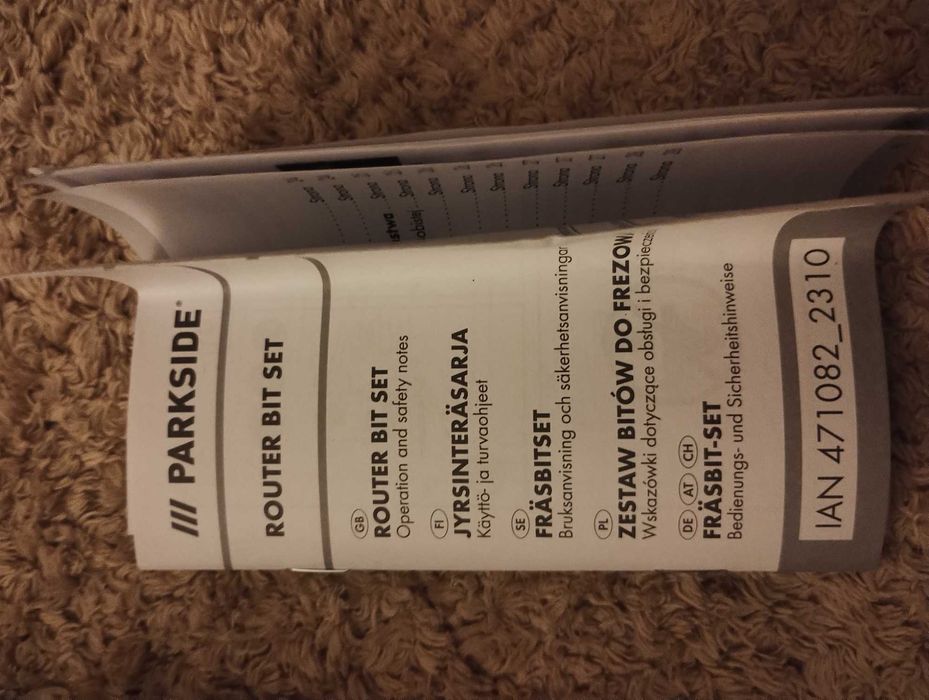 /// PARKSIDE®
ROUTER BIT SET
GB
ROUTER BIT SET
Operation and safety notes
FI
JYRSINTERÄSARJA
Käyttö- ja turvaohjeet
SE
FRÄSBITSET
Bruksanvisning och säkerhetsanvisningar
PL
ZESTAW BITÓW DO FREZOW
Wskazówki dotyczące obsługi i bezpiecze
DE AT CH
FRÄSBIT-SET
Bedienungs- und Sicherheitshinweise
IAN 471082_2310